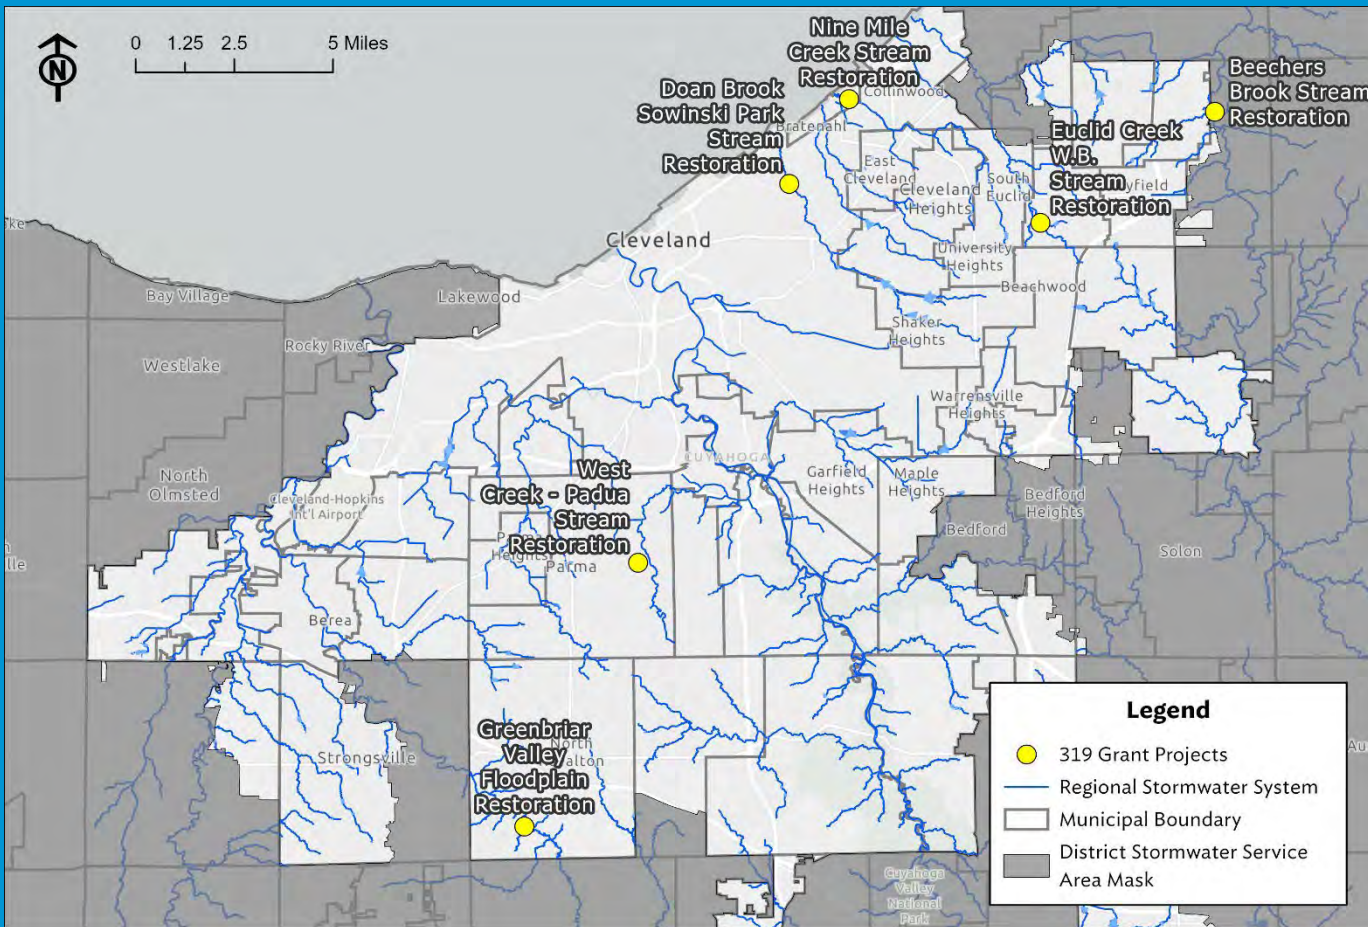 N
0 1.25 2.5 5 Miles
Nine Mile
Creek Stream
Restoration
Collinwood
Doan Brook
Sowinski Park
Stream
Restoration
Bratenahl
Beechers
Brook Stream
Restoration
Euclid Creek
W.B.
Stream
Restoration
yfield
East
Cleveland
Cleveland
Heights
South
Euclid
University
Heights
Beachwood
Cleveland
Bay Village
Lakewood
Rocky River
Westlake
Shaker
Heights
Warrensville
Heights
North
Olmsted
Cleveland-Hopkins
Int'l Airport
CUYAHOGA
Garfield
Heights
Maple
Heights
Bedford
Heights
Bedford
Solon
West
Creek - Padua
Stream
Restoration
Heights
Parma
Berea
Strongsville
Greenbriar
Valley
Floodplain
Restoration
North
alton
Cuyahoga
Valley
National
Park
Legend
319 Grant Projects
Regional Stormwater System
Municipal Boundary
District Stormwater Service
Area Mask